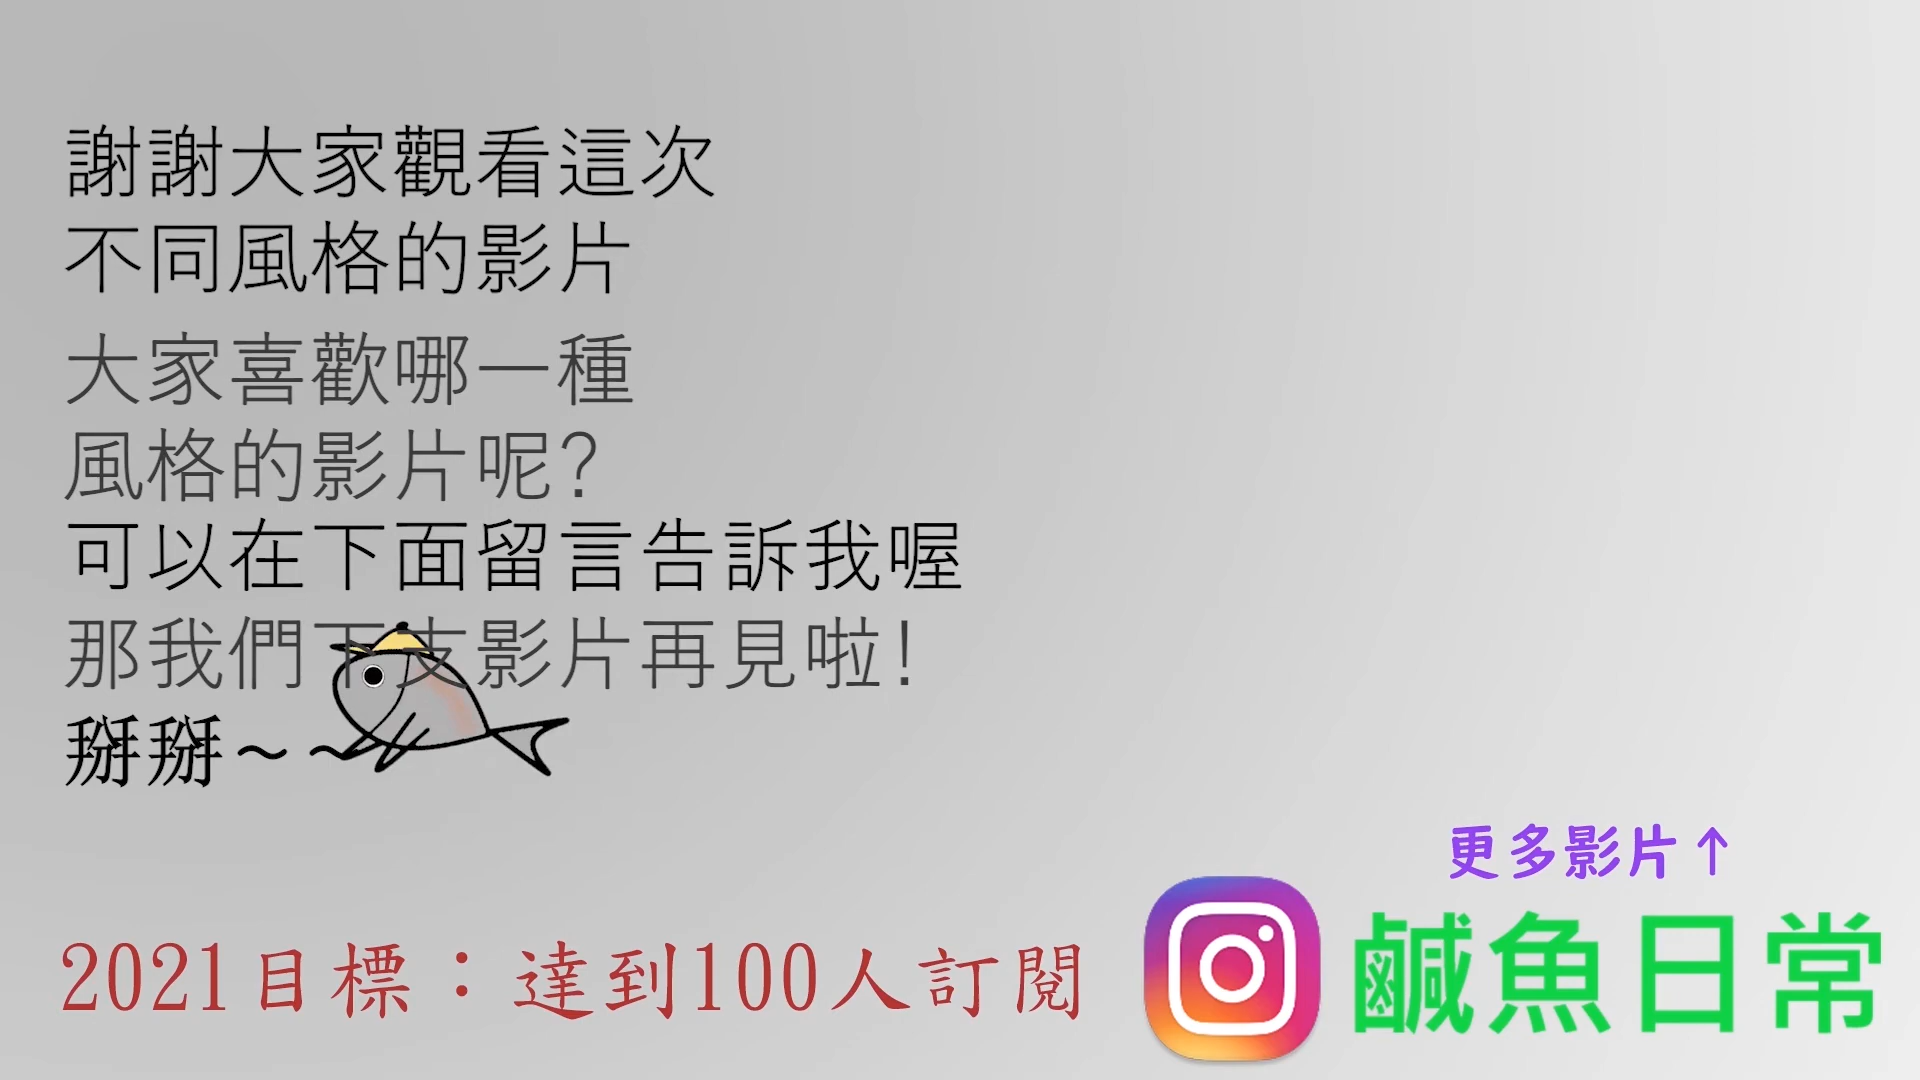 謝謝大家觀看這次
不同風格的影片
大家喜歡哪一種
風格的影片呢?
可以在下面留言告訴我喔
那我們下支影片再見啦!
掰掰~~
更多影片↑
2021目標：達到100人訂閱
鹹魚日常